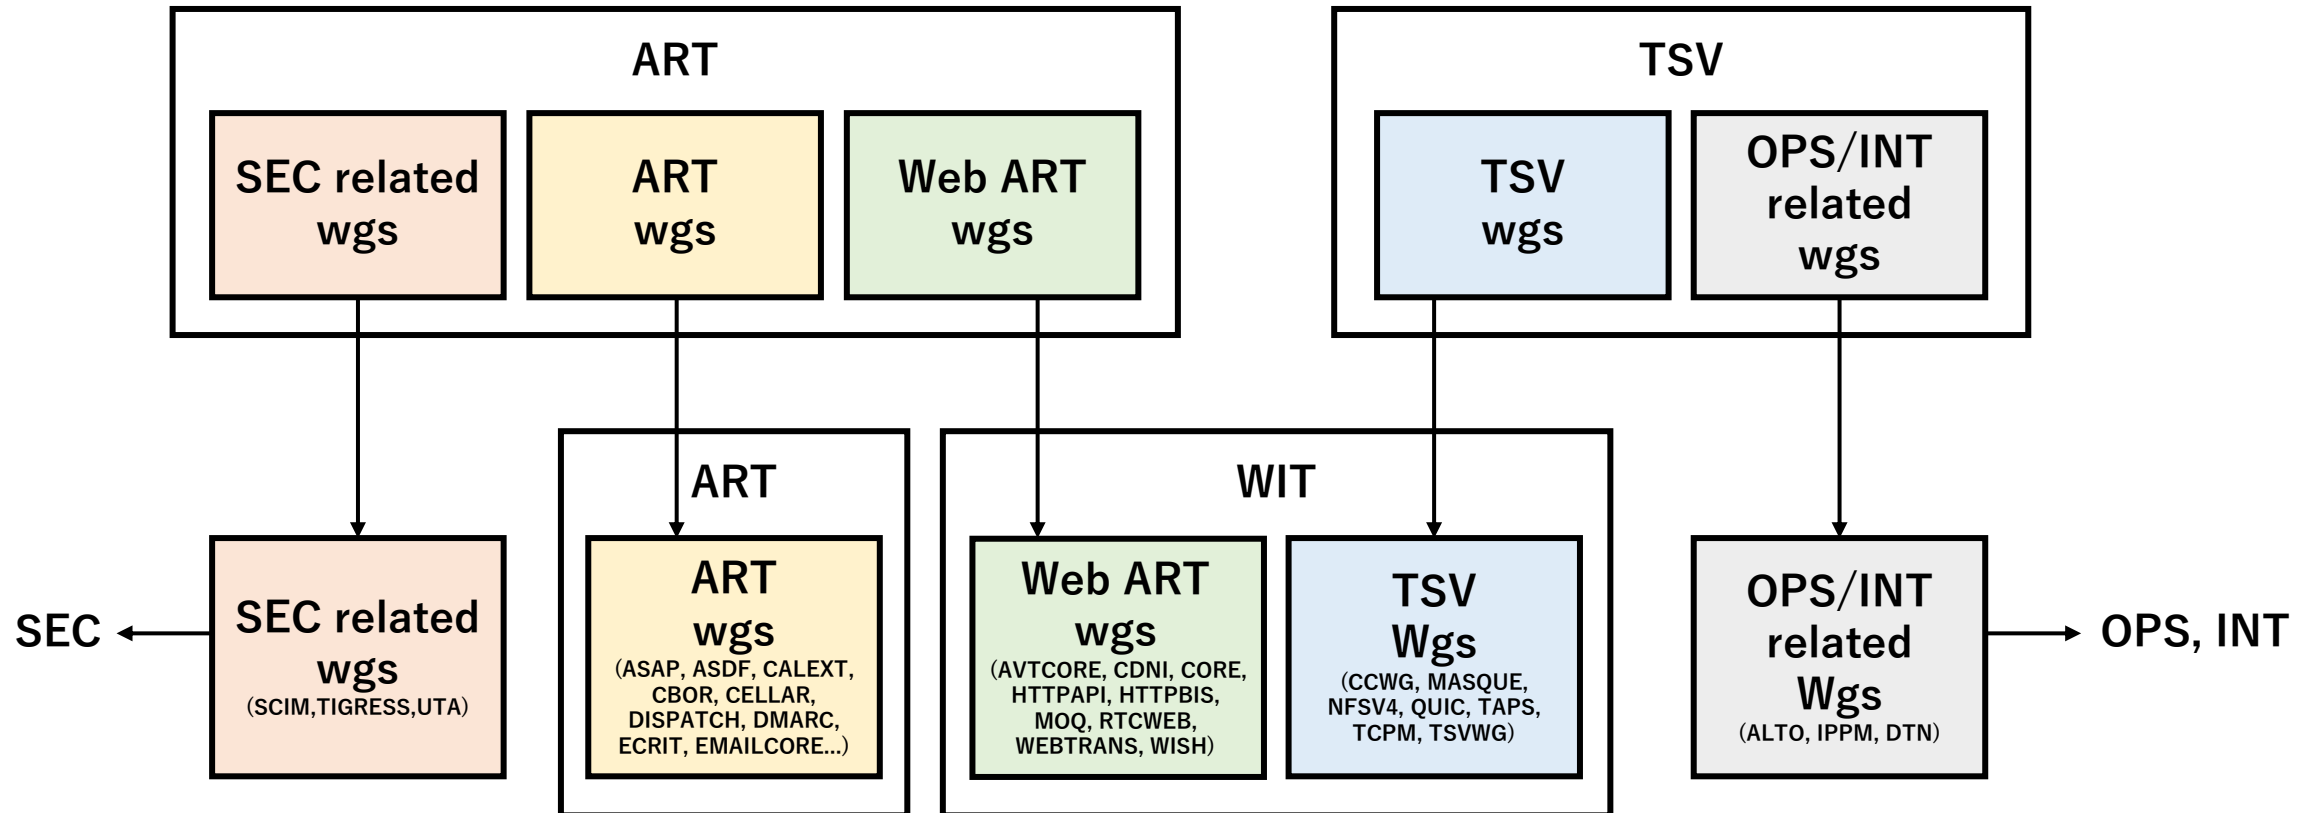 ART
TSV
SEC related
wgs
ART
wgs
Web ART
wgs
TSV
wgs
OPS/INT
related
wgs
ART
WIT
SEC
SEC related
wgs
(SCIM,TIGRESS,UTA)
ART
wgs
(ASAP, ASDF, CALEXT,
CBOR, CELLAR,
DISPATCH, DMARC,
ECRIT, EMAILCORE...)
Web ART
wgs
(AVTCORE, CDNI, CORE,
HTTPAPI, HTTPBIS,
MOQ, RTCWEB,
WEBTRANS, WISH)
TSV
Wgs
(CCWG, MASQUE,
NFSV4, QUIC, TAPS,
TCPM, TSVWG)
OPS/INT
related
Wgs
(ALTO, IPPM, DTN)
OPS, INT